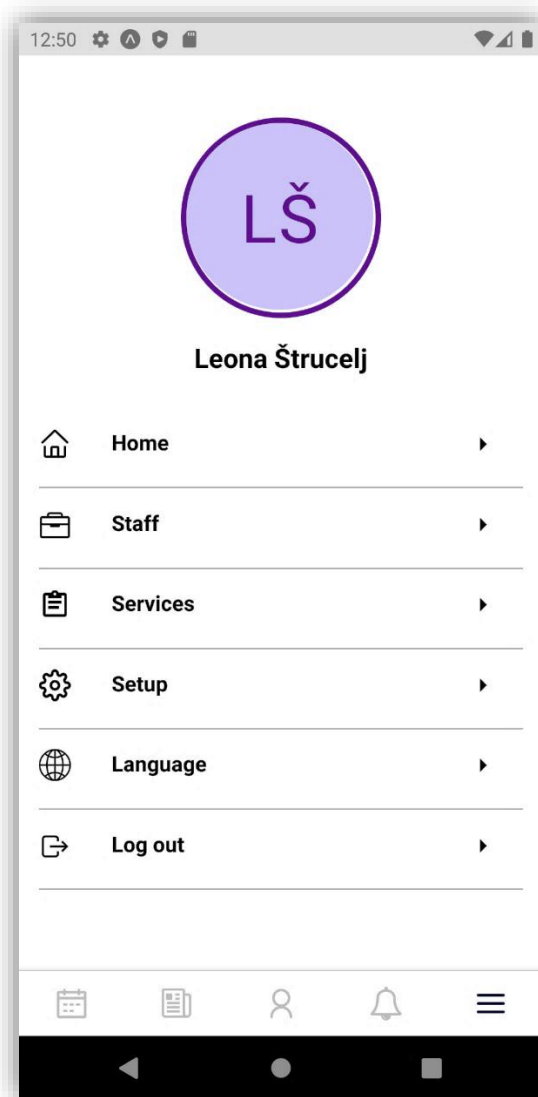 12:50
LŠ
Leona Štrucelj
Home
Staff
Services
Setup
Language
Log out